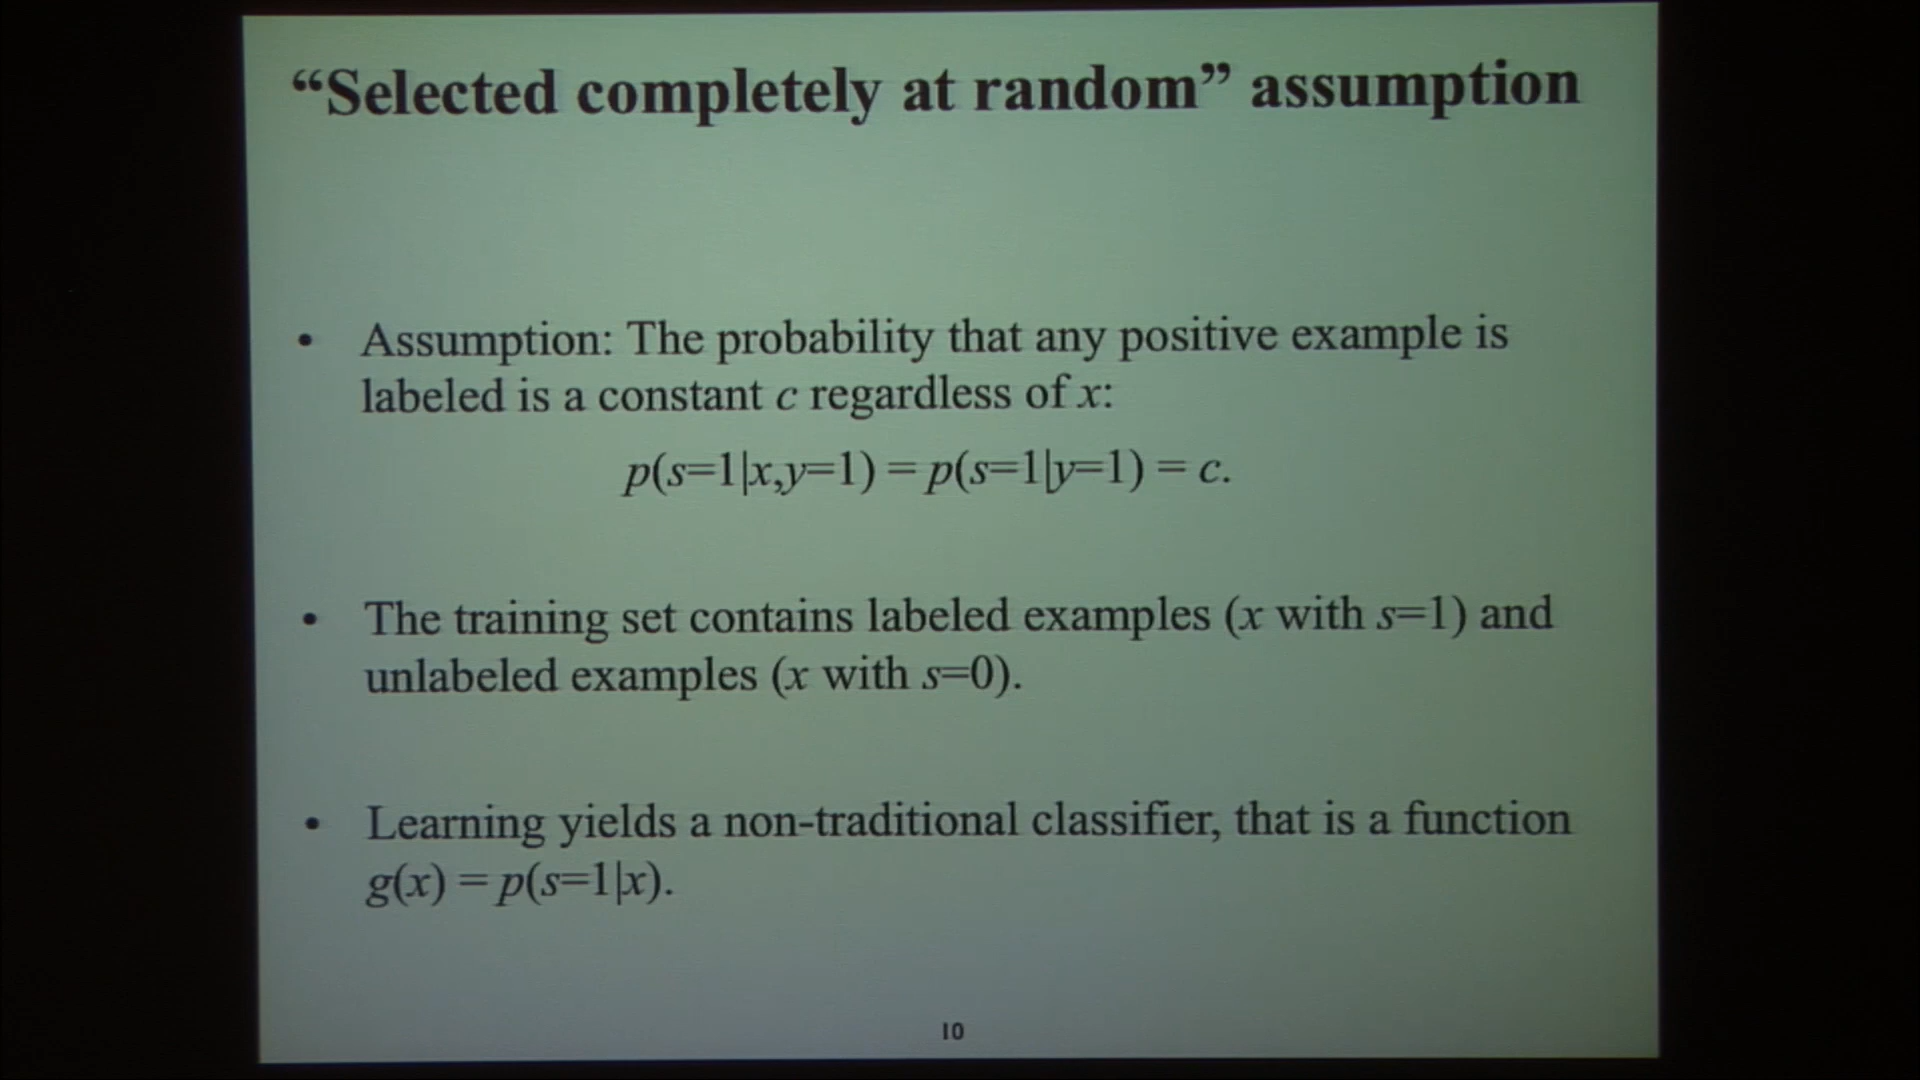 “Selected completely at random” assumption
• Assumption: The probability that any positive example is
labeled is a constant c regardless of x:
p(s=1|x,y=1) = p(s=1|y=1) = c.
• The training set contains labeled examples (x with s=1) and
unlabeled examples (x with s=0).
• Learning yields a non-traditional classifier, that is a function
g(x) = p(s=1|x).
10